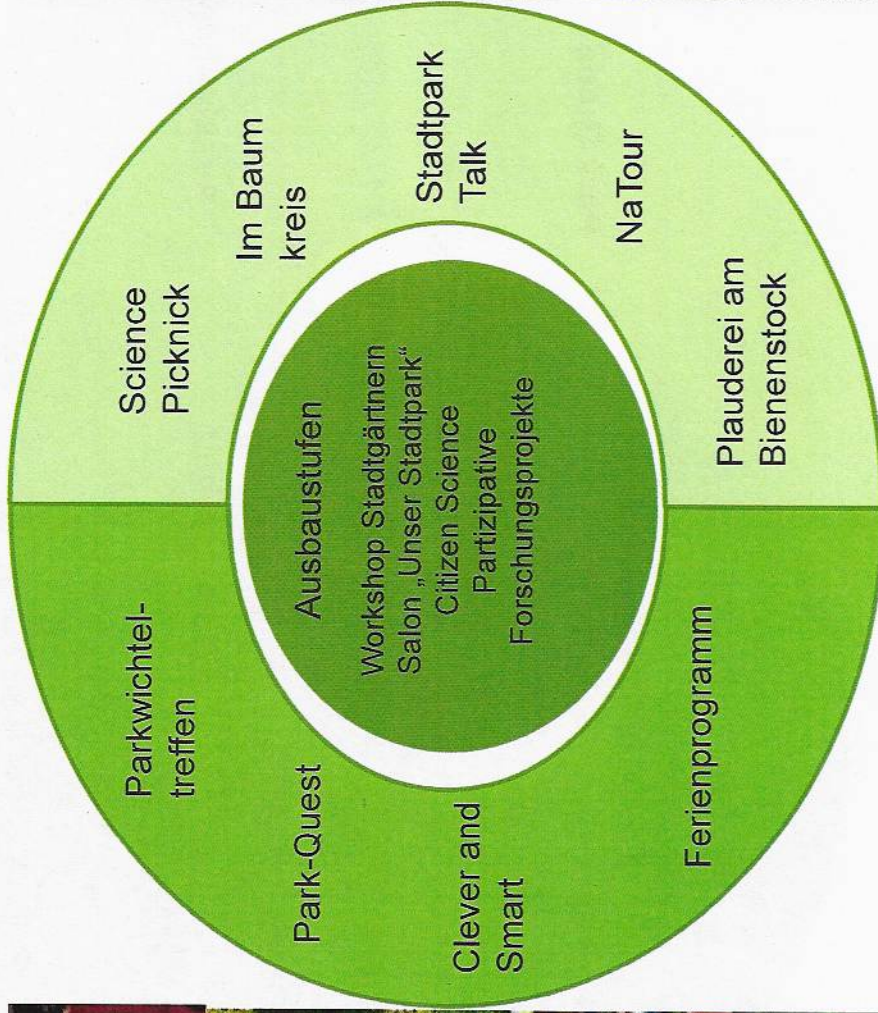 Parkwichtel-
treffen
Park-Quest
Clever and
Smart
Ferienprogramm
Ausbaustufen
Workshop Stadtgärtnern
Salon „Unser Stadtpark“
Citizen Science
Partizipative
Forschungsprojekte
Science
Picknick
Im Baum
kreis
Stadtpark
Talk
NaTour
Plauderei am
Bienenstock